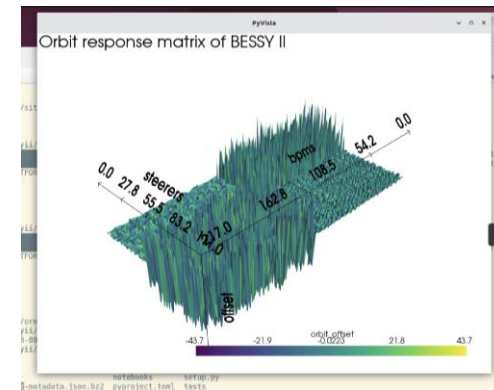 PyVista
Orbit response matrix of BESSY II
0.0
54.2
bpms
108.5
162.8
0.0
steerers
27.8
55.5
83.2
217.0
offset
orbit_offset
-43.7
-21.9
-0.0223
21.8
43.7
notebooks setup.py
-metadata.json.bz2 pyproject.toml tests